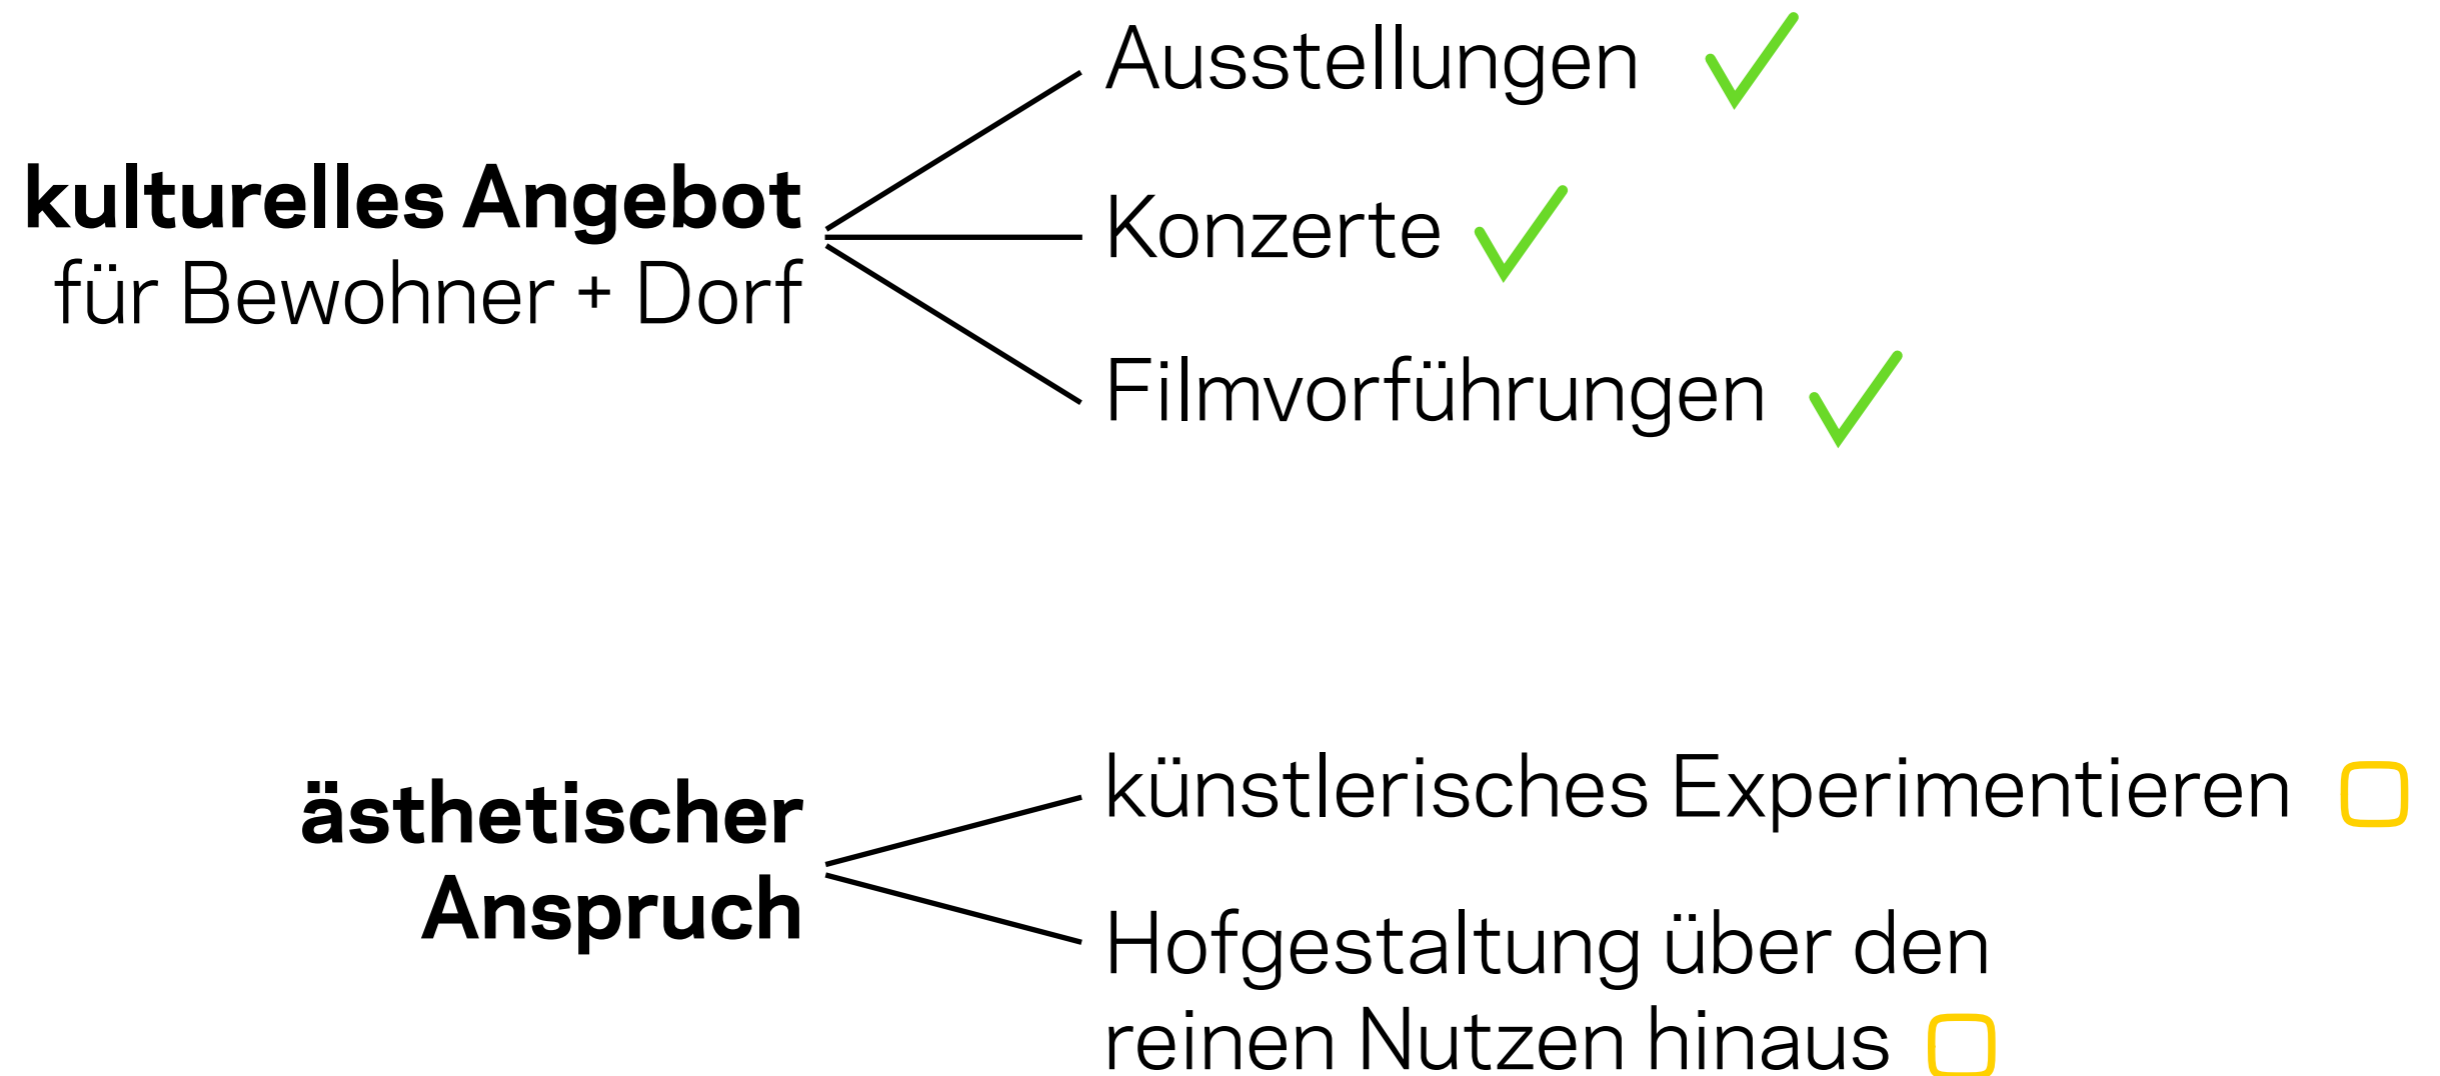 kulturelles Angebot
für Bewohner + Dorf
Ausstellungen
Konzerte
Filmvorführungen
ästhetischer
Anspruch
künstlerisches Experimentieren
Hofgestaltung über den
reinen Nutzen hinaus